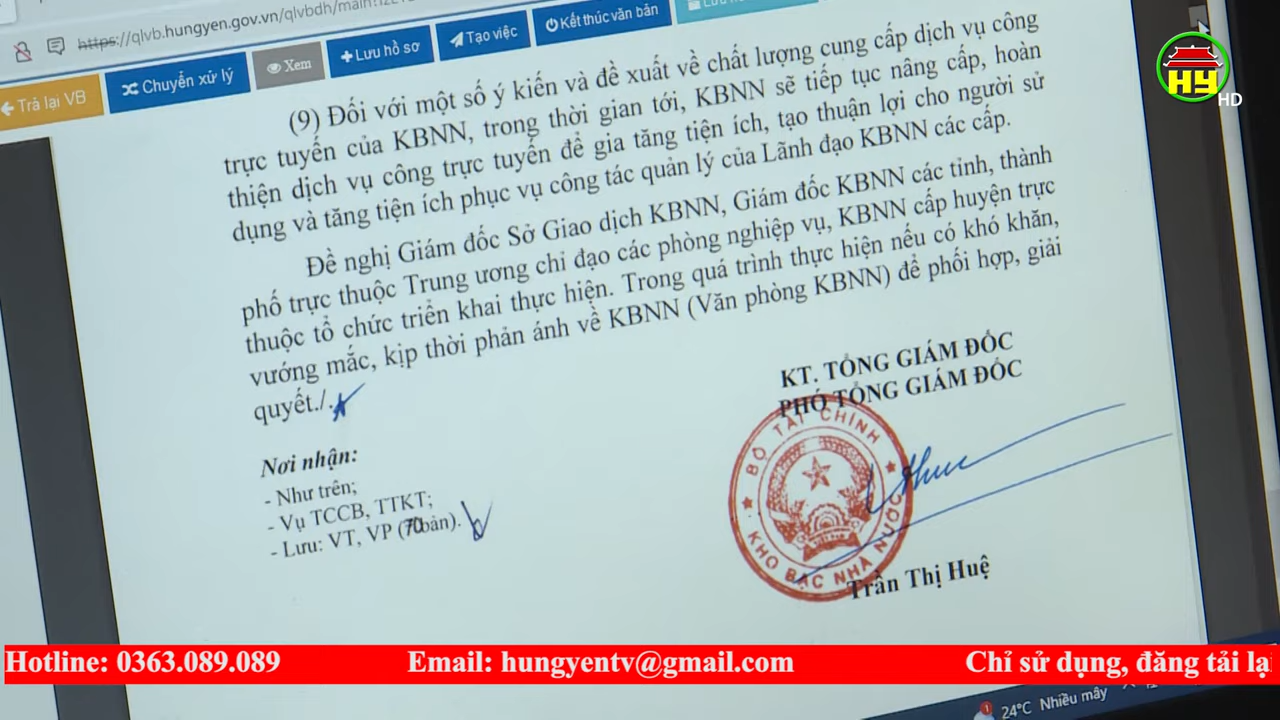 https://qlvb.hungyen.gov.vn/qlvbdh/main
Trả lại VB
Chuyển xử lý
Xem
Lưu hồ sơ
Tạo việc
Kết thúc văn bản
HY
HD
(9) Đối với một số ý kiến và đề xuất về chất lượng cung cấp dịch vụ công
trực tuyến của KBNN, trong thời gian tới, KBNN sẽ tiếp tục nâng cấp, hoàn
thiện dịch vụ công trực tuyến để gia tăng tiện ích, tạo thuận lợi cho người sử
dụng và tăng tiện ích phục vụ công tác quản lý của Lãnh đạo KBNN các cấp.
Đề nghị Giám đốc Sở Giao dịch KBNN, Giám đốc KBNN các tỉnh, thành
phố trực thuộc Trung ương chỉ đạo các phòng nghiệp vụ, KBNN cấp huyện trực
thuộc tổ chức triển khai thực hiện. Trong quá trình thực hiện nếu có khó khăn,
vướng mắc, kịp thời phản ánh về KBNN (Văn phòng KBNN) để phối hợp, giải
quyết./.
KT. TỔNG GIÁM ĐỐC
PHÓ TỔNG GIÁM ĐỐC
BỘ TÀI CHÍNH
KHO BẠC NHÀ NƯỚC
Trần Thị Huệ
Nơi nhận:
- Như trên;
- Vụ TCCB, TTKT;
- Lưu: VT, VP (70bản).
Hotline: 0363.089.089
Email: hungyentv@gmail.com
Chỉ sử dụng, đăng tải lại
24°C Nhiều mây